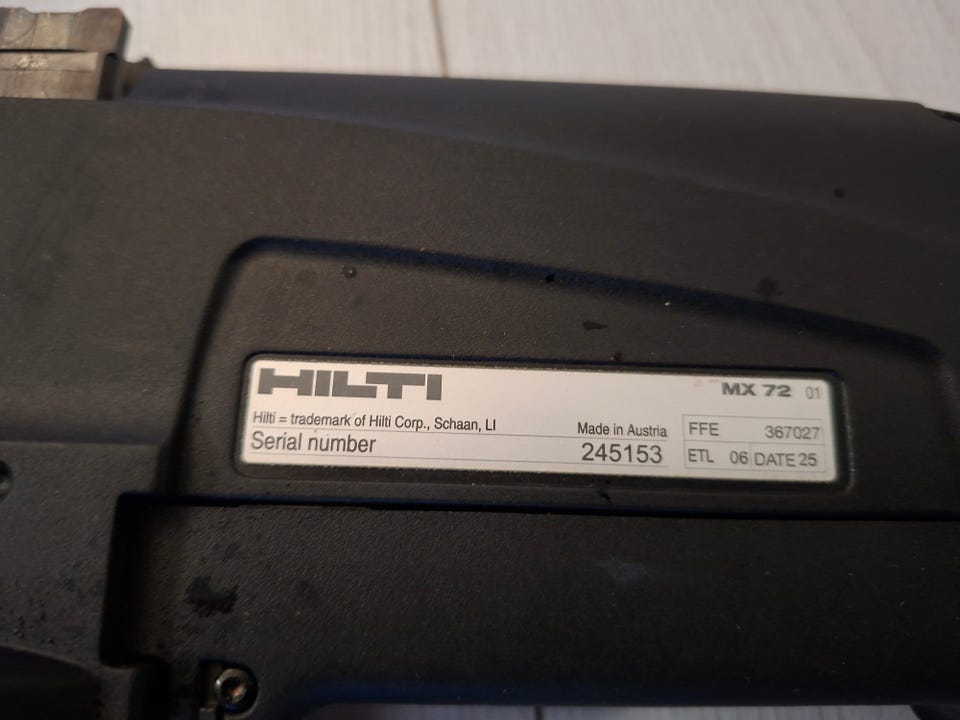 HILTI
MX 72 01
Hilti = trademark of Hilti Corp., Schaan, LI
Made in Austria
FFE 367027
Serial number 245153
ETL 06 DATE 25